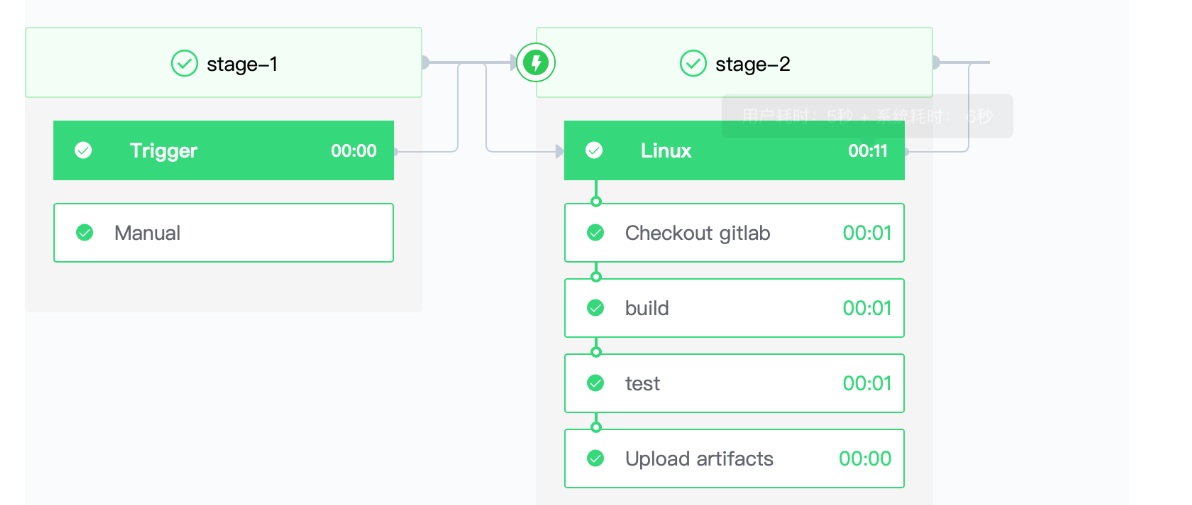 stage-1
stage-2
用户耗时: 5秒 + 系统耗时: 6秒
Trigger 00:00
Linux 00:11
Manual
Checkout gitlab 00:01
build 00:01
test 00:01
Upload artifacts 00:00